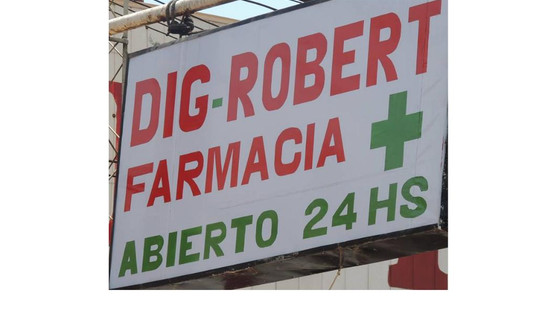 DIG-ROBERT
FARMACIA
ABIERTO 24 HS